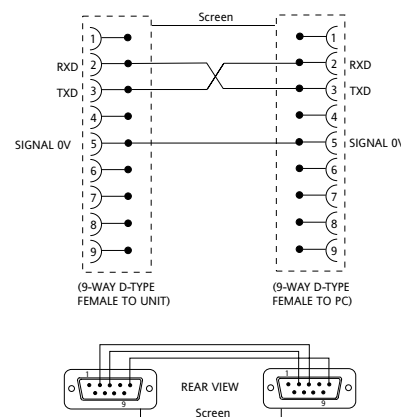 Screen
1 1
RXD 2 2 RXD
TXD 3 3 TXD
4 4
SIGNAL 0V 5 5 SIGNAL 0V
6 6
7 7
8 8
9 9
(9-WAY D-TYPE
FEMALE TO UNIT)
(9-WAY D-TYPE
FEMALE TO PC)
1 1
REAR VIEW
9 9
Screen